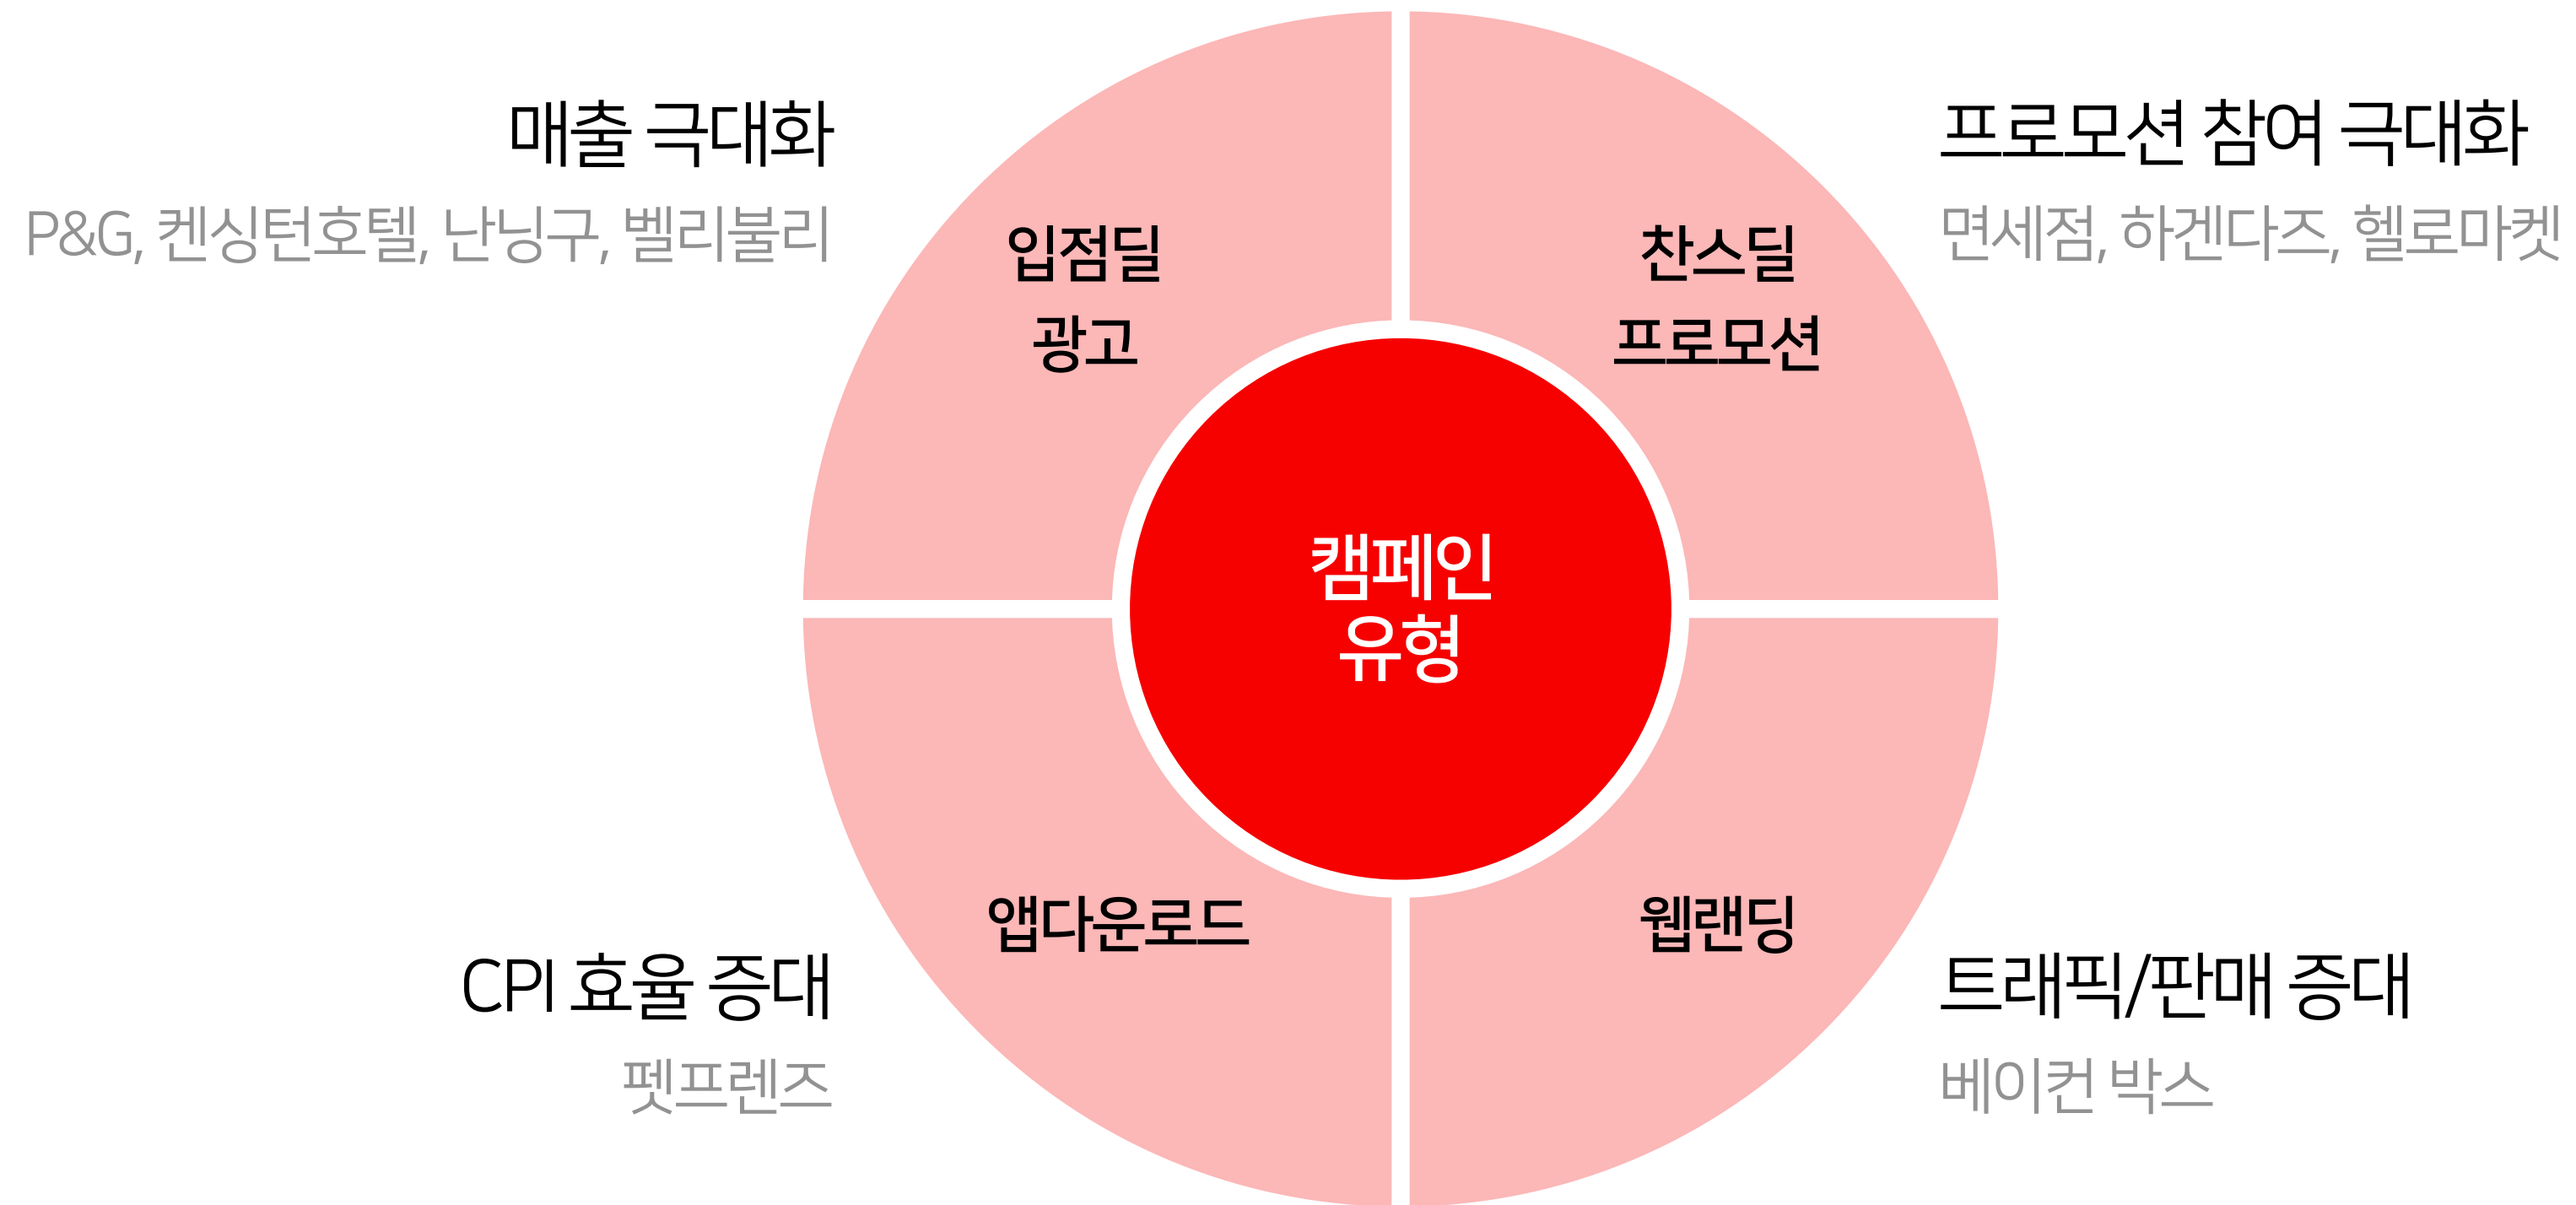 매출 극대화
P&G, 켄싱턴호텔, 난닝구, 벨리불리
입점딜
광고
찬스딜
프로모션
프로모션 참여 극대화
면세점, 하겐다즈, 헬로마켓
캠페인
유형
앱다운로드
CPI 효율 증대
펫프렌즈
웹랜딩
트래픽/판매 증대
베이컨 박스